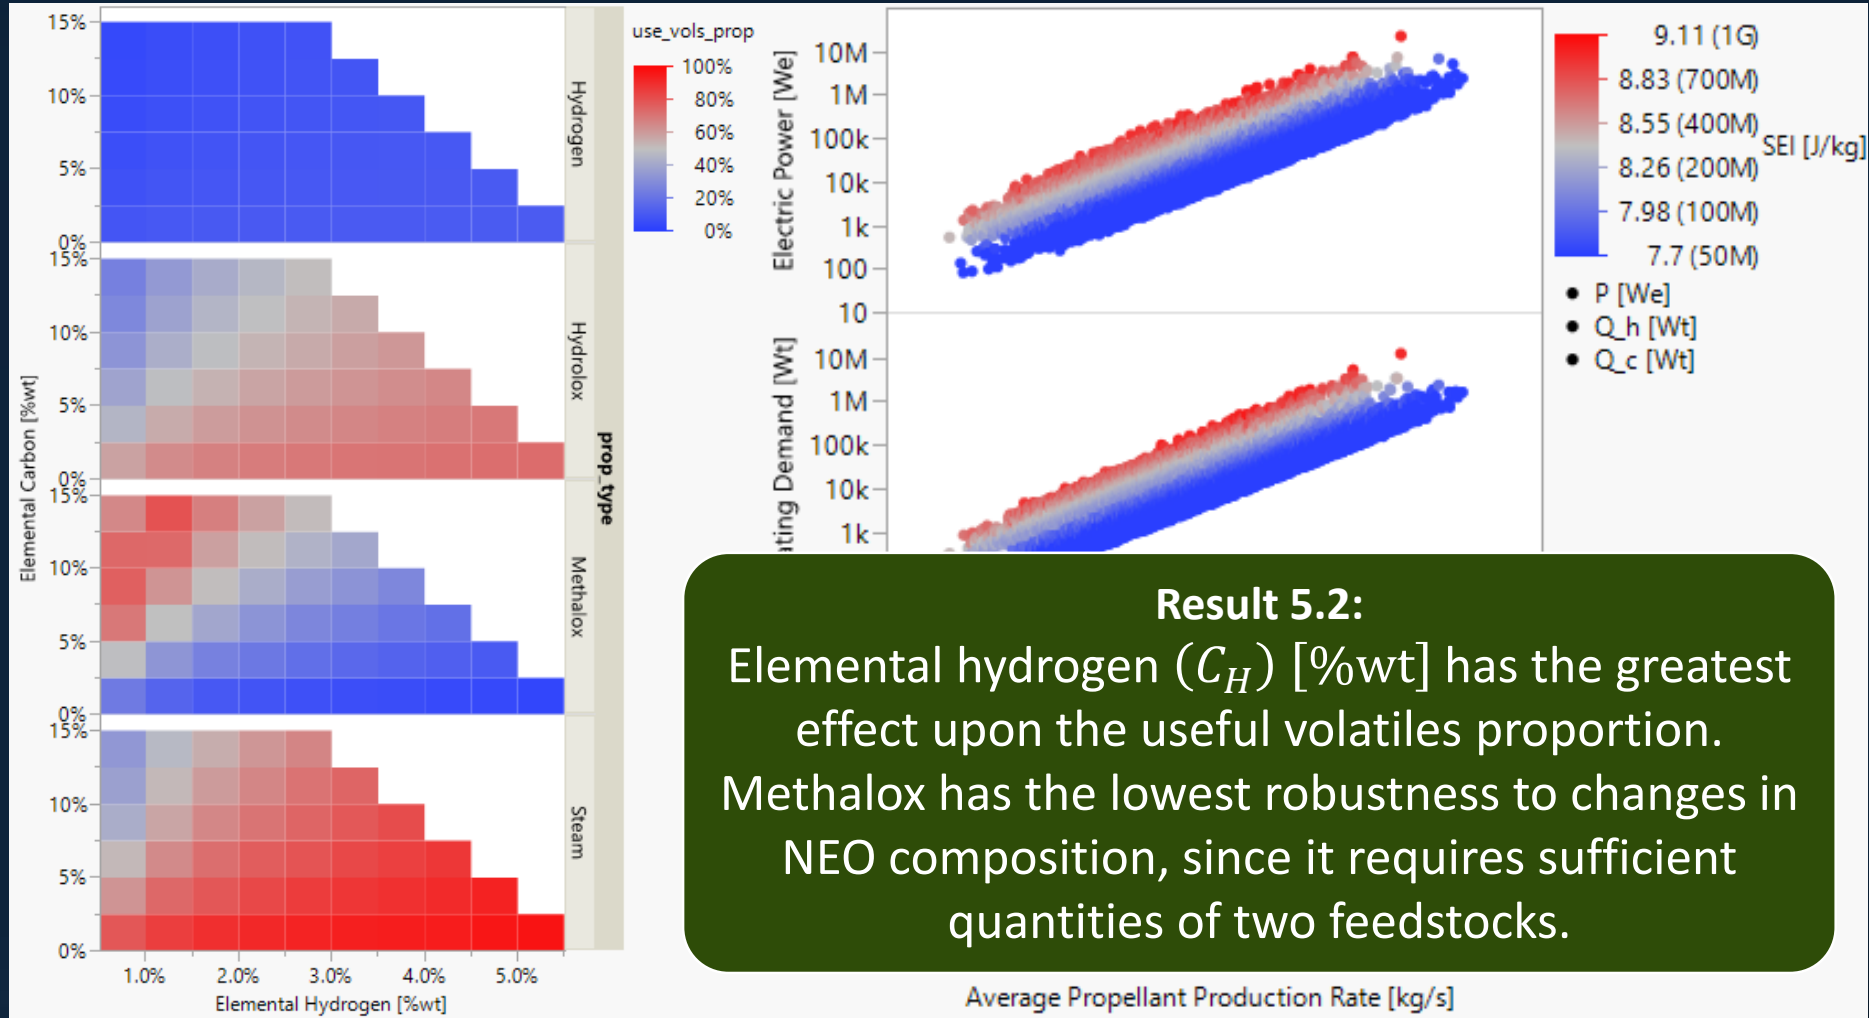 15%
10%
5%
0%
Hydrogen
15%
10%
5%
0%
Hydrolox
15%
10%
5%
0%
Methalox
15%
10%
5%
0%
Steam
prop_type
Elemental Carbon [%wt]
1.0% 2.0% 3.0% 4.0% 5.0%
Elemental Hydrogen [%wt]
use_vols_prop
100%
80%
60%
40%
20%
0%
Electric Power [We]
10M
1M
100k
10k
1k
100
10
ating Demand [Wt]
10M
1M
100k
10k
1k
Average Propellant Production Rate [kg/s]
9.11 (1G)
8.83 (700M)
8.55 (400M)
8.26 (200M)
7.98 (100M)
7.7 (50M)
SEI [J/kg]
P [We]
Q_h [Wt]
Q_c [Wt]
Result 5.2:
Elemental hydrogen (C_H) [%wt] has the greatest
effect upon the useful volatiles proportion.
Methalox has the lowest robustness to changes in
NEO composition, since it requires sufficient
quantities of two feedstocks.